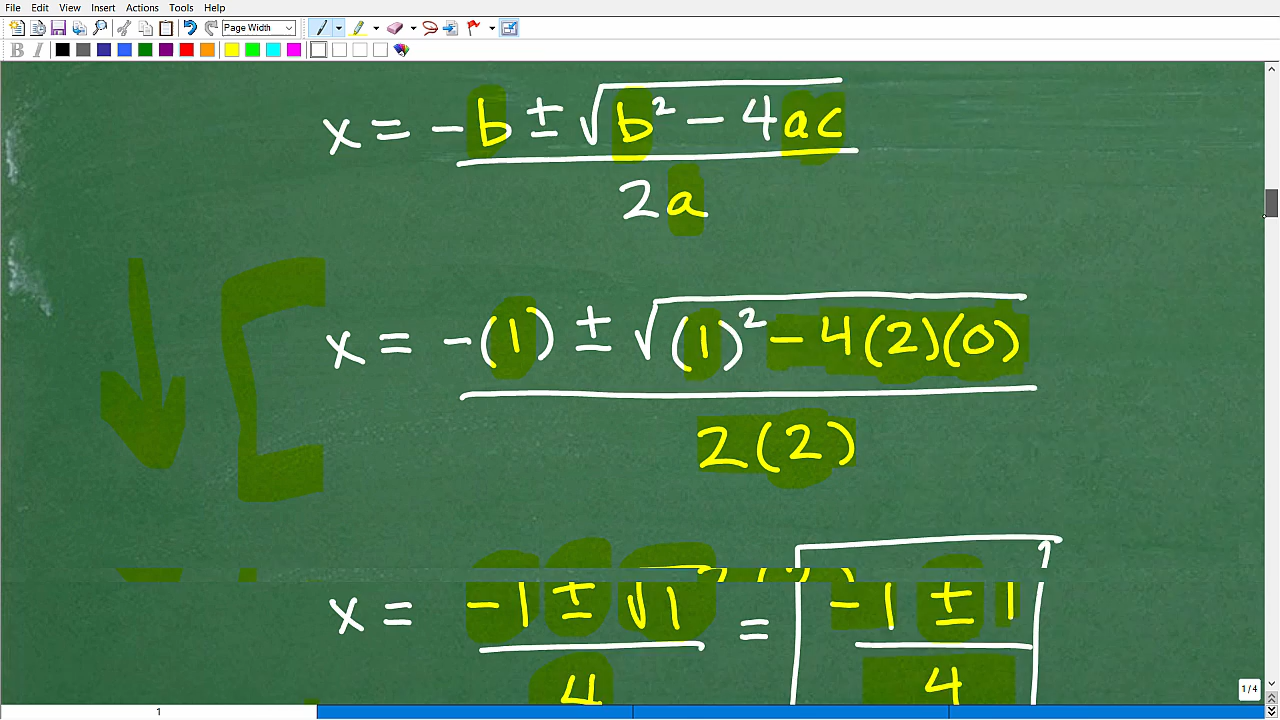 File Edit View Insert Actions Tools Help
Page Width
B I
x = -b ± √b² - 4ac
2a
x = -(1) ± √(1)² - 4(2)(0)
2(2)
x = -1 ± √1 = -1 ± 1
4 4
1/4
1